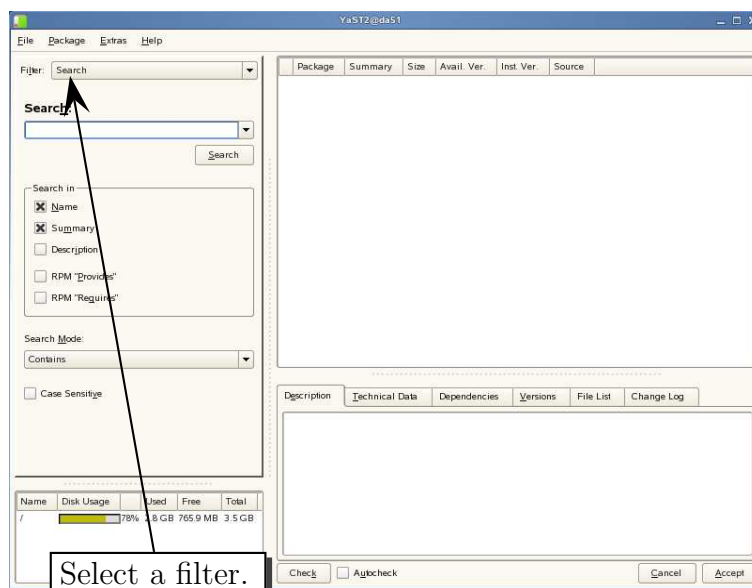 YaST2@da51
File Package Extras Help
Filter: Search
Search:
Search
Search in
Name
Summary
Description
RPM "Provides"
RPM "Requires"
Search Mode:
Contains
Case Sensitive
Name Disk Usage Used Free Total
/ 78% 2.8 GB 765.9 MB 3.5 GB
Select a filter.
Package Summary Size Avail. Ver. Inst. Ver. Source
Description Technical Data Dependencies Versions File List Change Log
Check Autocheck Cancel Accept